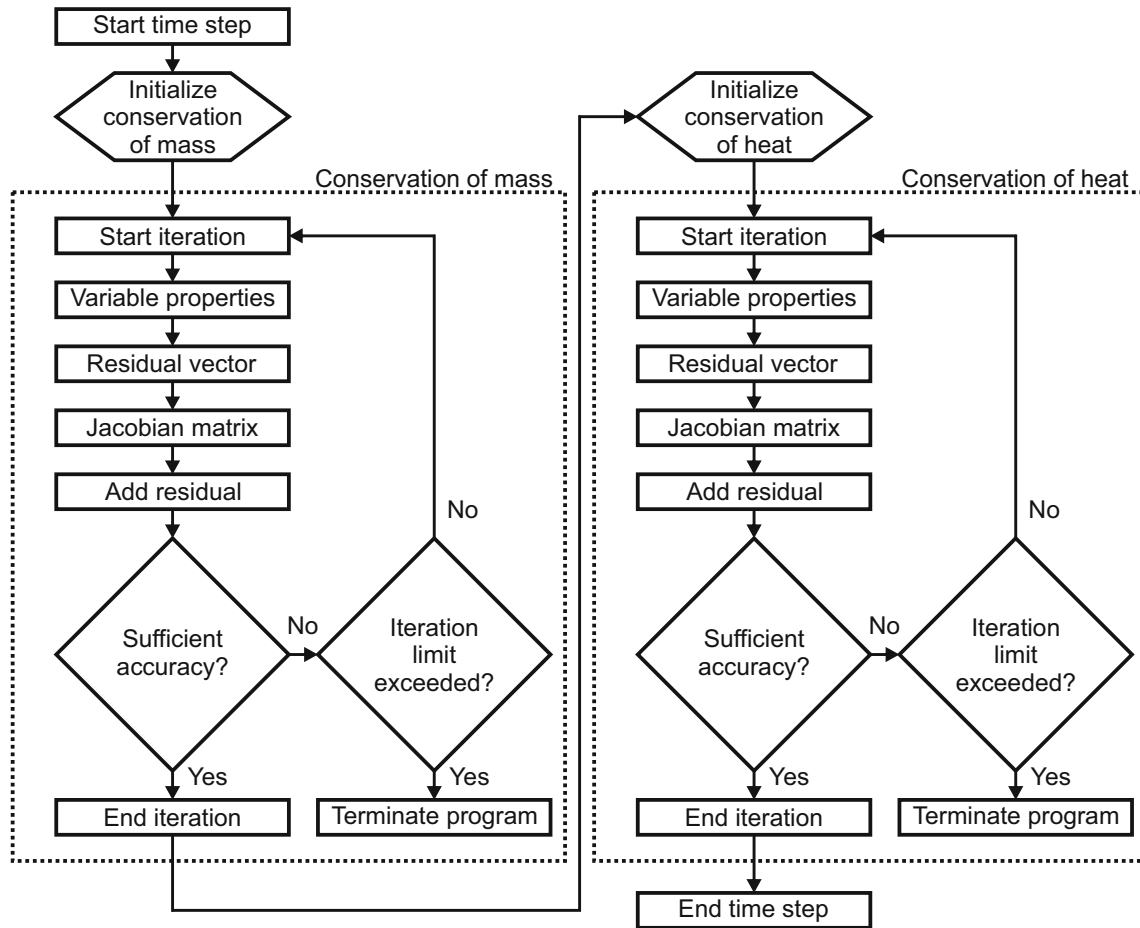 Start time step
Initialize
conservation
of mass
Conservation of mass
Start iteration
Variable properties
Residual vector
Jacobian matrix
Add residual
Sufficient
accuracy?
No
Iteration
limit
exceeded?
No
Yes
End iteration
Yes
Terminate program
Initialize
conservation
of heat
Conservation of heat
Start iteration
Variable properties
Residual vector
Jacobian matrix
Add residual
Sufficient
accuracy?
No
Iteration
limit
exceeded?
No
Yes
End iteration
Yes
Terminate program
End time step